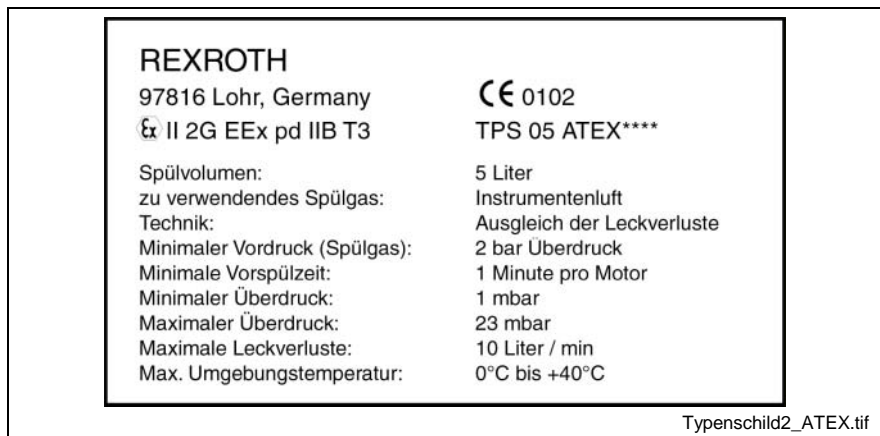 REXROTH
97816 Lohr, Germany CE 0102
Ex II 2G EEx pd IIB T3 TPS 05 ATEX****
Spülvolumen: 5 Liter
zu verwendendes Spülgas: Instrumentenluft
Technik: Ausgleich der Leckverluste
Minimaler Vordruck (Spülgas): 2 bar Überdruck
Minimale Vorspülzeit: 1 Minute pro Motor
Minimaler Überdruck: 1 mbar
Maximaler Überdruck: 23 mbar
Maximale Leckverluste: 10 Liter / min
Max. Umgebungstemperatur: 0°C bis +40°C
Typenschild2_ATEX.tif